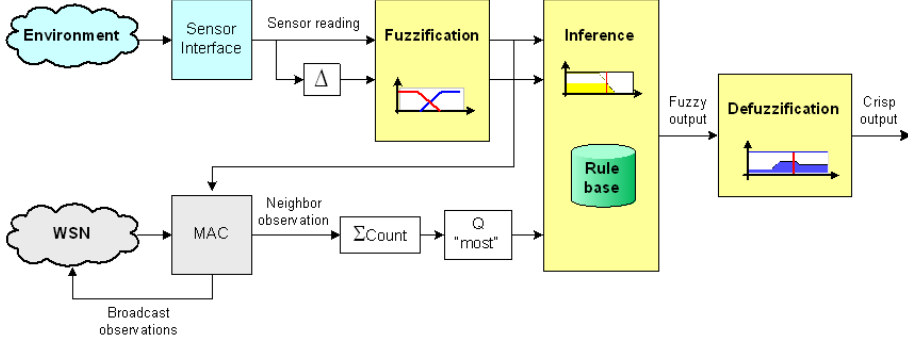 Environment
Sensor
Interface
Sensor reading
Δ
Fuzzification
Inference
Rule
base
Fuzzy
output
Defuzzification
Crisp
output
WSN
MAC
Neighbor
observation
ΣCount
Q
"most"
Broadcast
observations